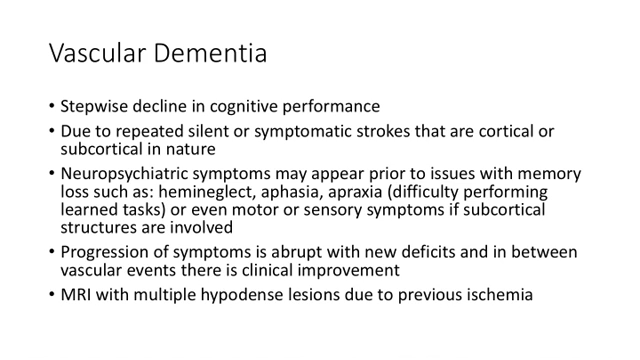 Vascular Dementia
• Stepwise decline in cognitive performance
• Due to repeated silent or symptomatic strokes that are cortical or
subcortical in nature
• Neuropsychiatric symptoms may appear prior to issues with memory
loss such as: hemineglect, aphasia, apraxia (difficulty performing
learned tasks) or even motor or sensory symptoms if subcortical
structures are involved
• Progression of symptoms is abrupt with new deficits and in between
vascular events there is clinical improvement
• MRI with multiple hypodense lesions due to previous ischemia